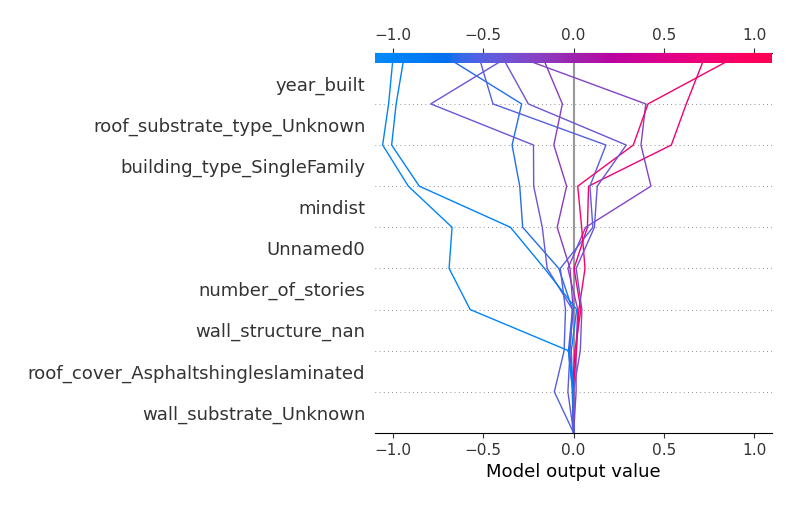 −1.0 −0.5 0.0 0.5 1.0
year_built
roof_substrate_type_Unknown
building_type_SingleFamily
mindist
Unnamed0
number_of_stories
wall_structure_nan
roof_cover_Asphaltshingleslaminated
wall_substrate_Unknown
−1.0 −0.5 0.0 0.5 1.0
Model output value